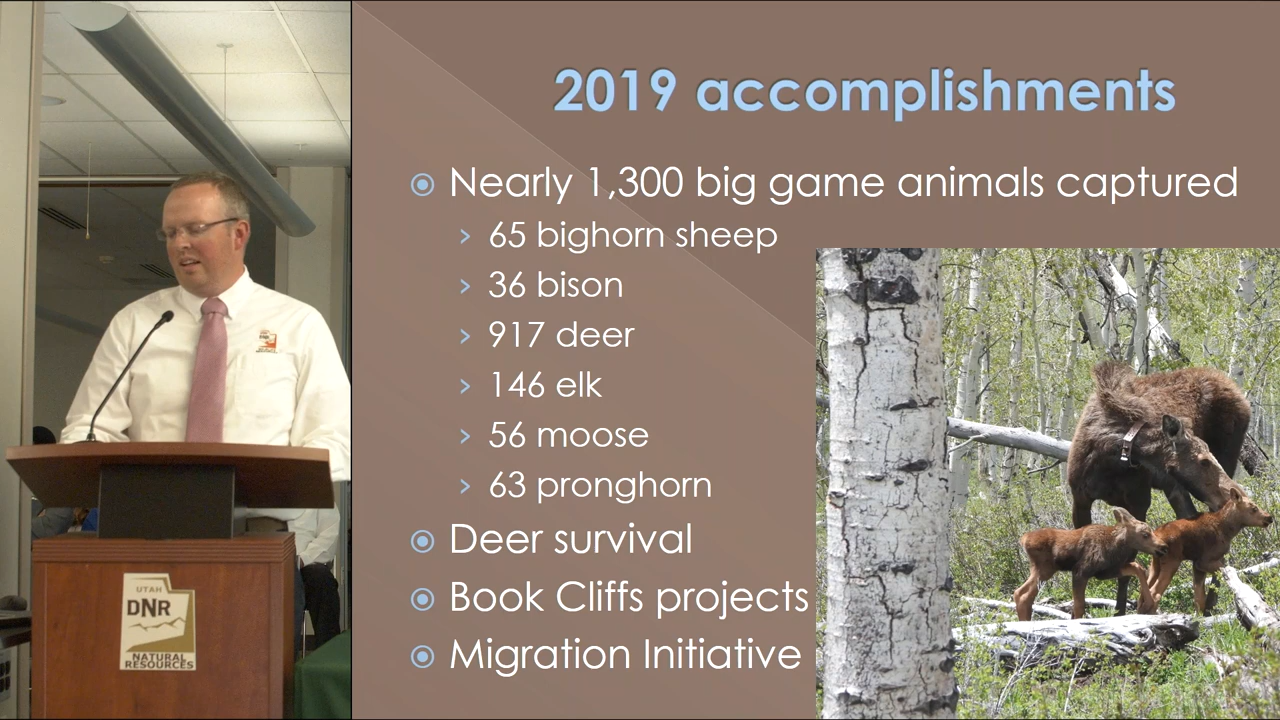 2019 accomplishments
Nearly 1,300 big game animals captured
65 bighorn sheep
36 bison
917 deer
146 elk
56 moose
63 pronghorn
Deer survival
Book Cliffs projects
Migration Initiative
DNR
UTAH
DNR
NATURAL
RESOURCES